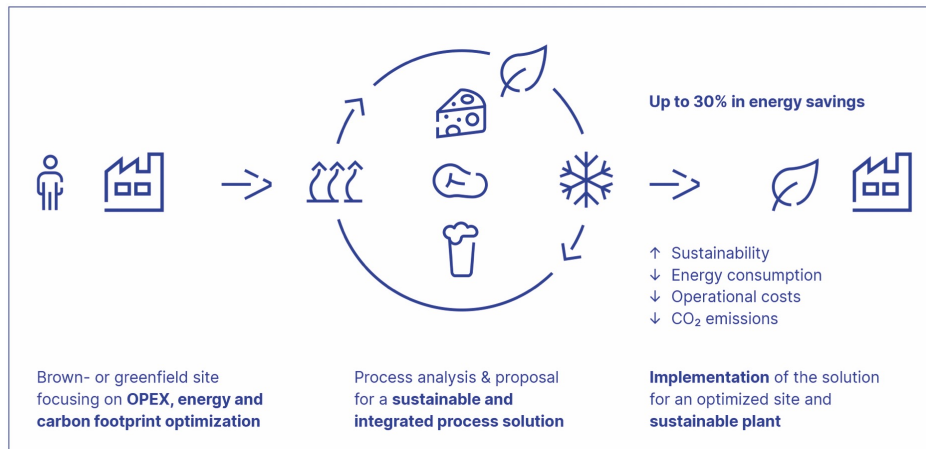 Up to 30% in energy savings
↑ Sustainability
↓ Energy consumption
↓ Operational costs
↓ CO₂ emissions
Brown- or greenfield site
focusing on OPEX, energy and
carbon footprint optimization
Process analysis & proposal
for a sustainable and
integrated process solution
Implementation of the solution
for an optimized site and
sustainable plant